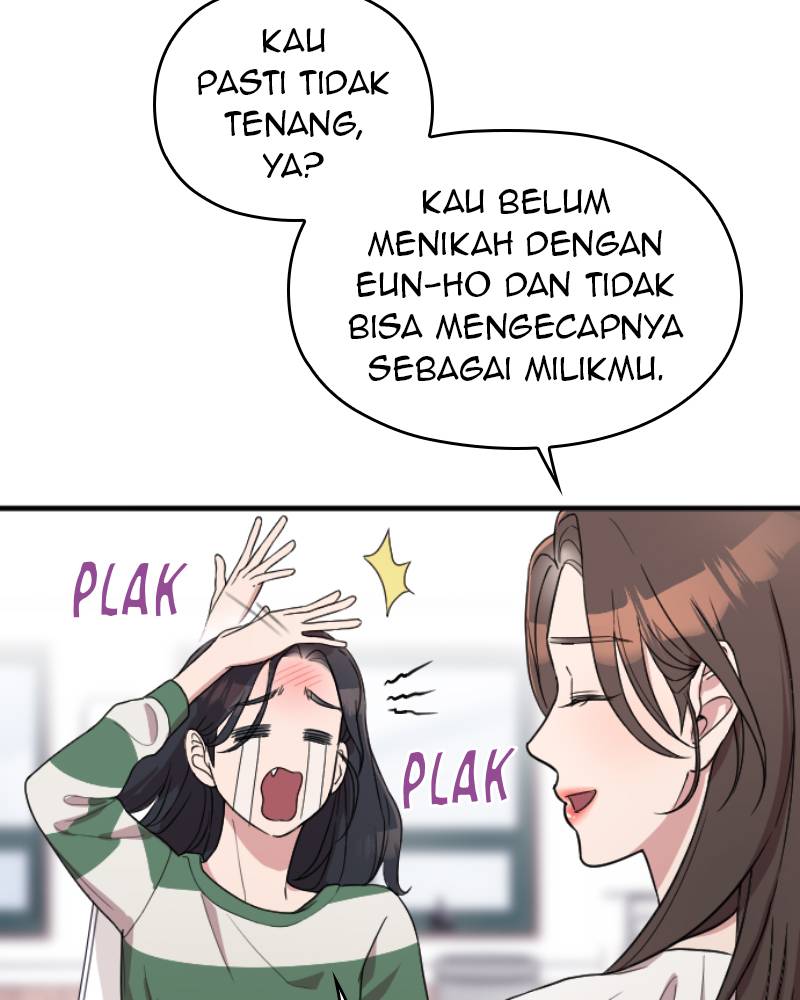 KAU
PASTI TIDAK
TENANG,
YA?
KAU BELUM
MENIKAH DENGAN
EUN-HO DAN TIDAK
BISA MENGECAPNYA
SEBAGAI MILIKMU.
PLAK
PLAK